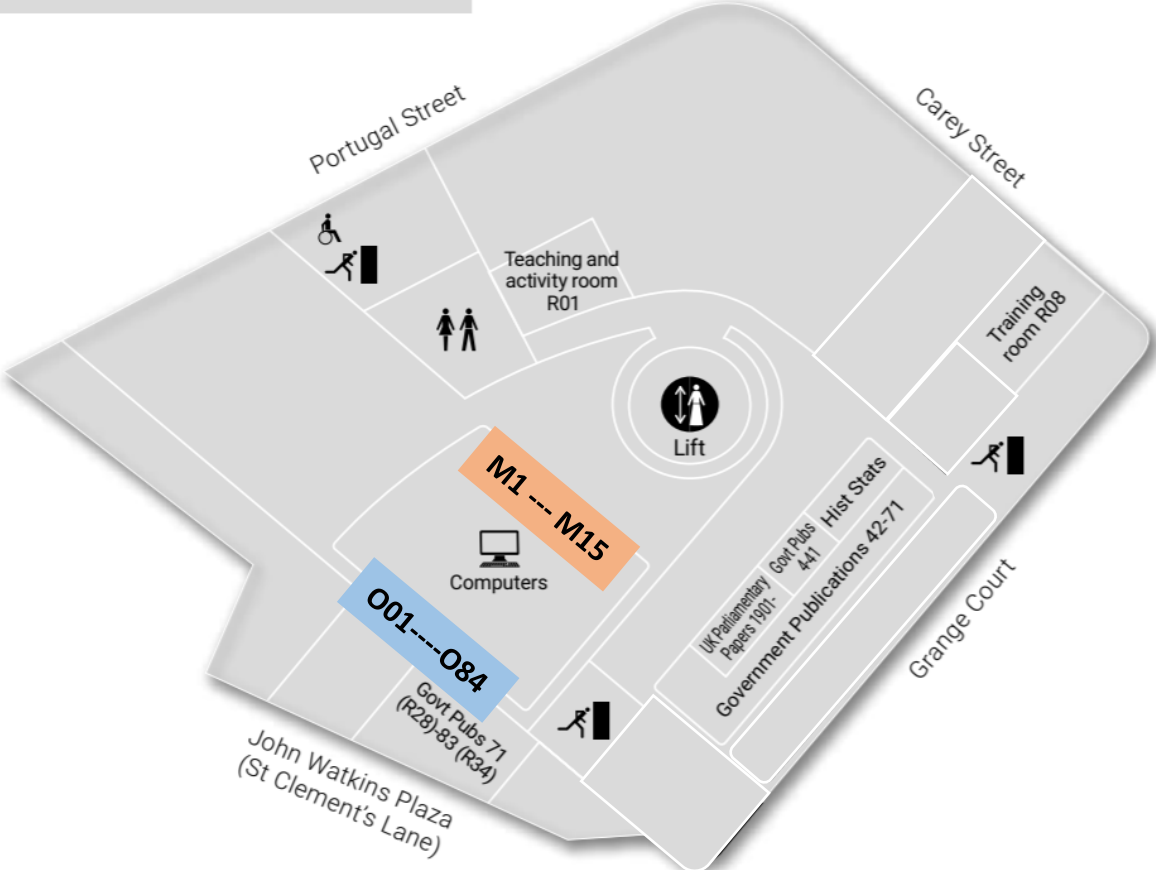 Portugal Street
Carey Street
Teaching and
activity room
R01
Training
room R08
Lift
M1 --- M15
Computers
O01----O84
Hist Stats
Govt Pubs
4-41
UK Parliamentary
Papers 1901-
Government Publications 42-71
Govt Pubs 71
(R28)-83 (R34)
Grange Court
John Watkins Plaza
(St Clement's Lane)